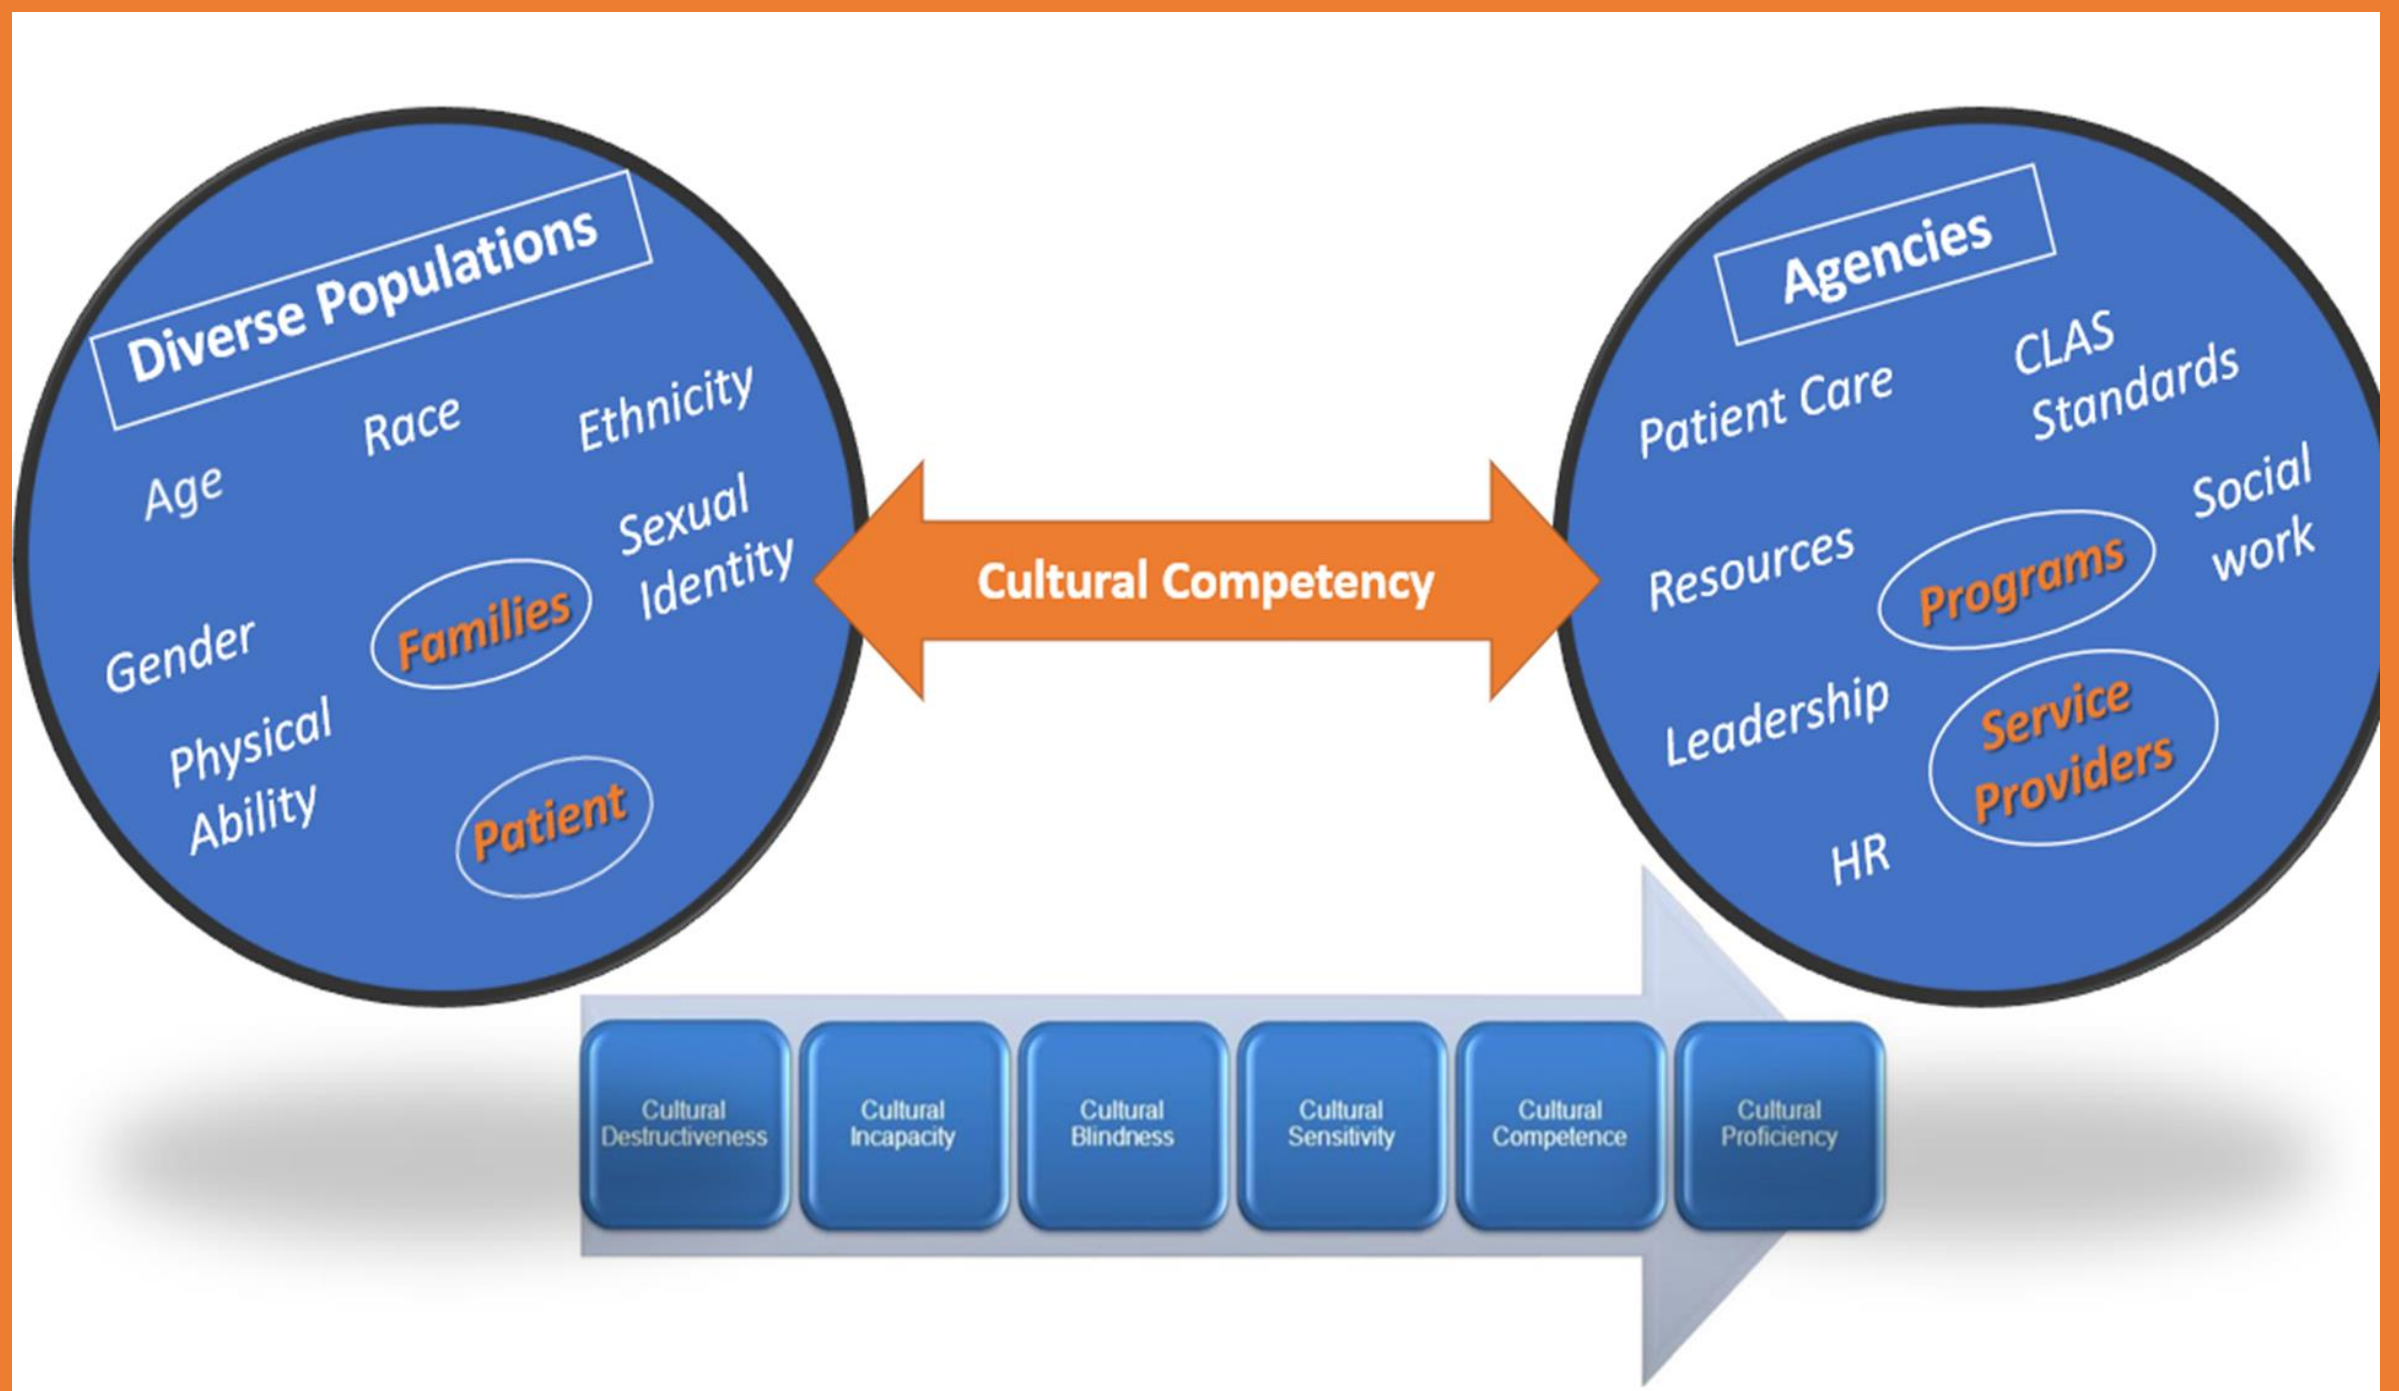 Diverse Populations
Race
Ethnicity
Age
Sexual
Identity
Families
Gender
Physical
Ability
Patient
Cultural Competency
Agencies
CLAS
Standards
Patient Care
Social
work
Resources
Programs
Leadership
Service
Providers
HR
Cultural
Destructiveness
Cultural
Incapacity
Cultural
Blindness
Cultural
Sensitivity
Cultural
Competence
Cultural
Proficiency